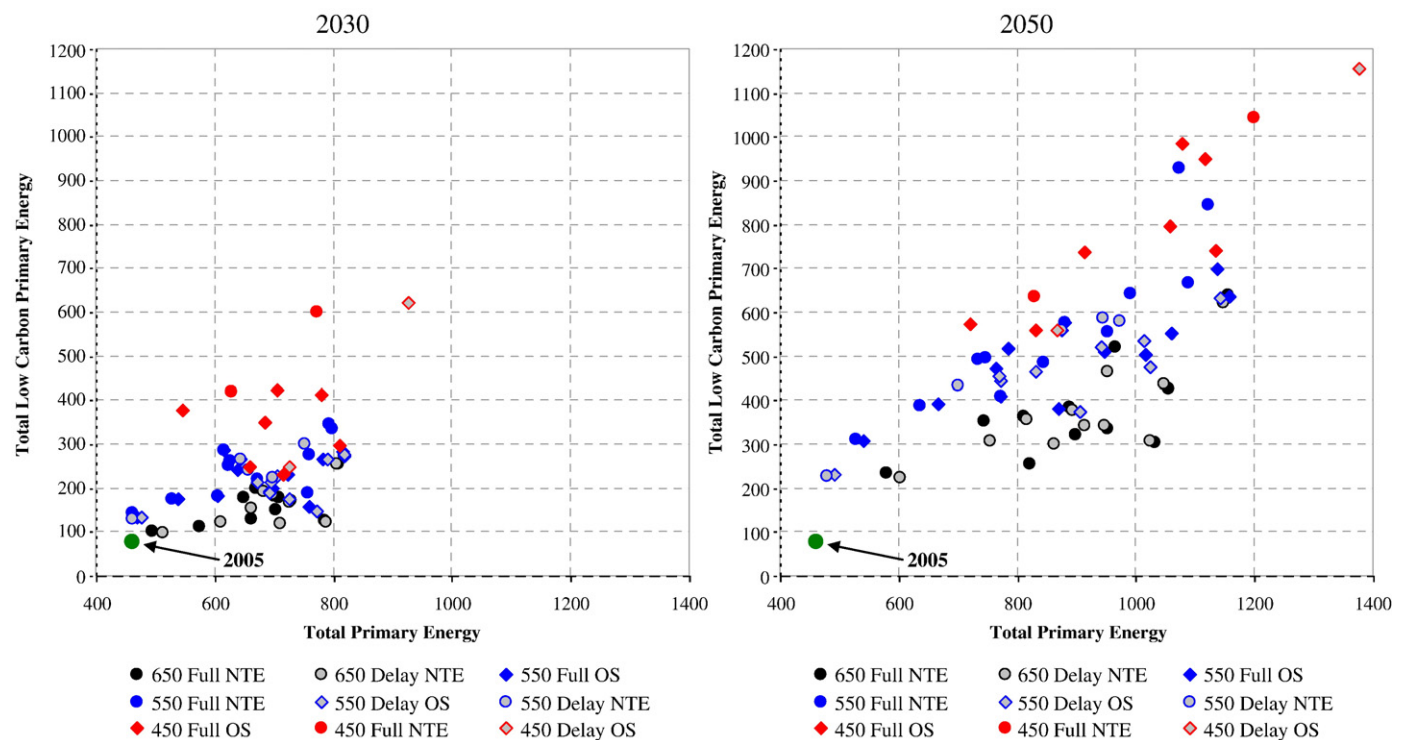 2030
1200
1100
1000
900
800
700
600
500
400
300
200
100
0
Total Low Carbon Primary Energy
2005
400 600 800 1000 1200 1400
Total Primary Energy
650 Full NTE 650 Delay NTE 550 Full OS
550 Full NTE 550 Delay OS 550 Delay NTE
450 Full OS 450 Full NTE 450 Delay OS
2050
1200
1100
1000
900
800
700
600
500
400
300
200
100
0
Total Low Carbon Primary Energy
2005
400 600 800 1000 1200 1400
Total Primary Energy
650 Full NTE 650 Delay NTE 550 Full OS
550 Full NTE 550 Delay OS 550 Delay NTE
450 Full OS 450 Full NTE 450 Delay OS